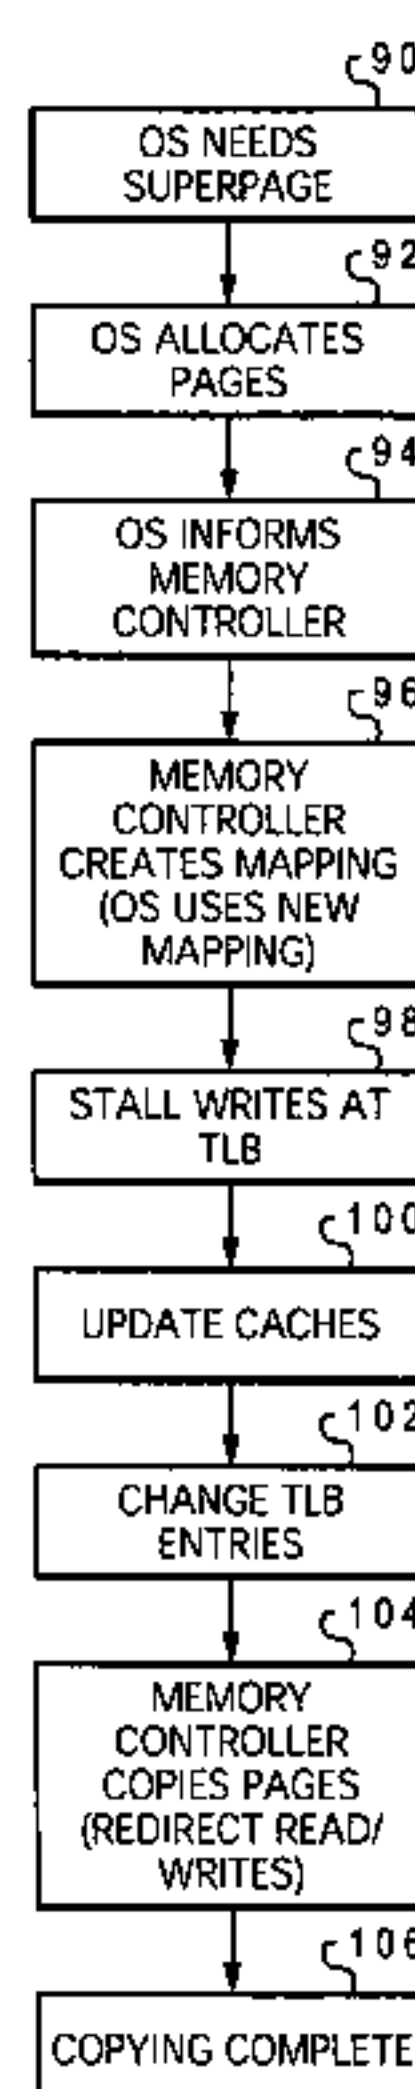 90
OS NEEDS
SUPERPAGE
92
OS ALLOCATES
PAGES
94
OS INFORMS
MEMORY
CONTROLLER
96
MEMORY
CONTROLLER
CREATES MAPPING
(OS USES NEW
MAPPING)
98
STALL WRITES AT
TLB
100
UPDATE CACHES
102
CHANGE TLB
ENTRIES
104
MEMORY
CONTROLLER
COPIES PAGES
(REDIRECT READ/
WRITES)
106
COPYING COMPLETE